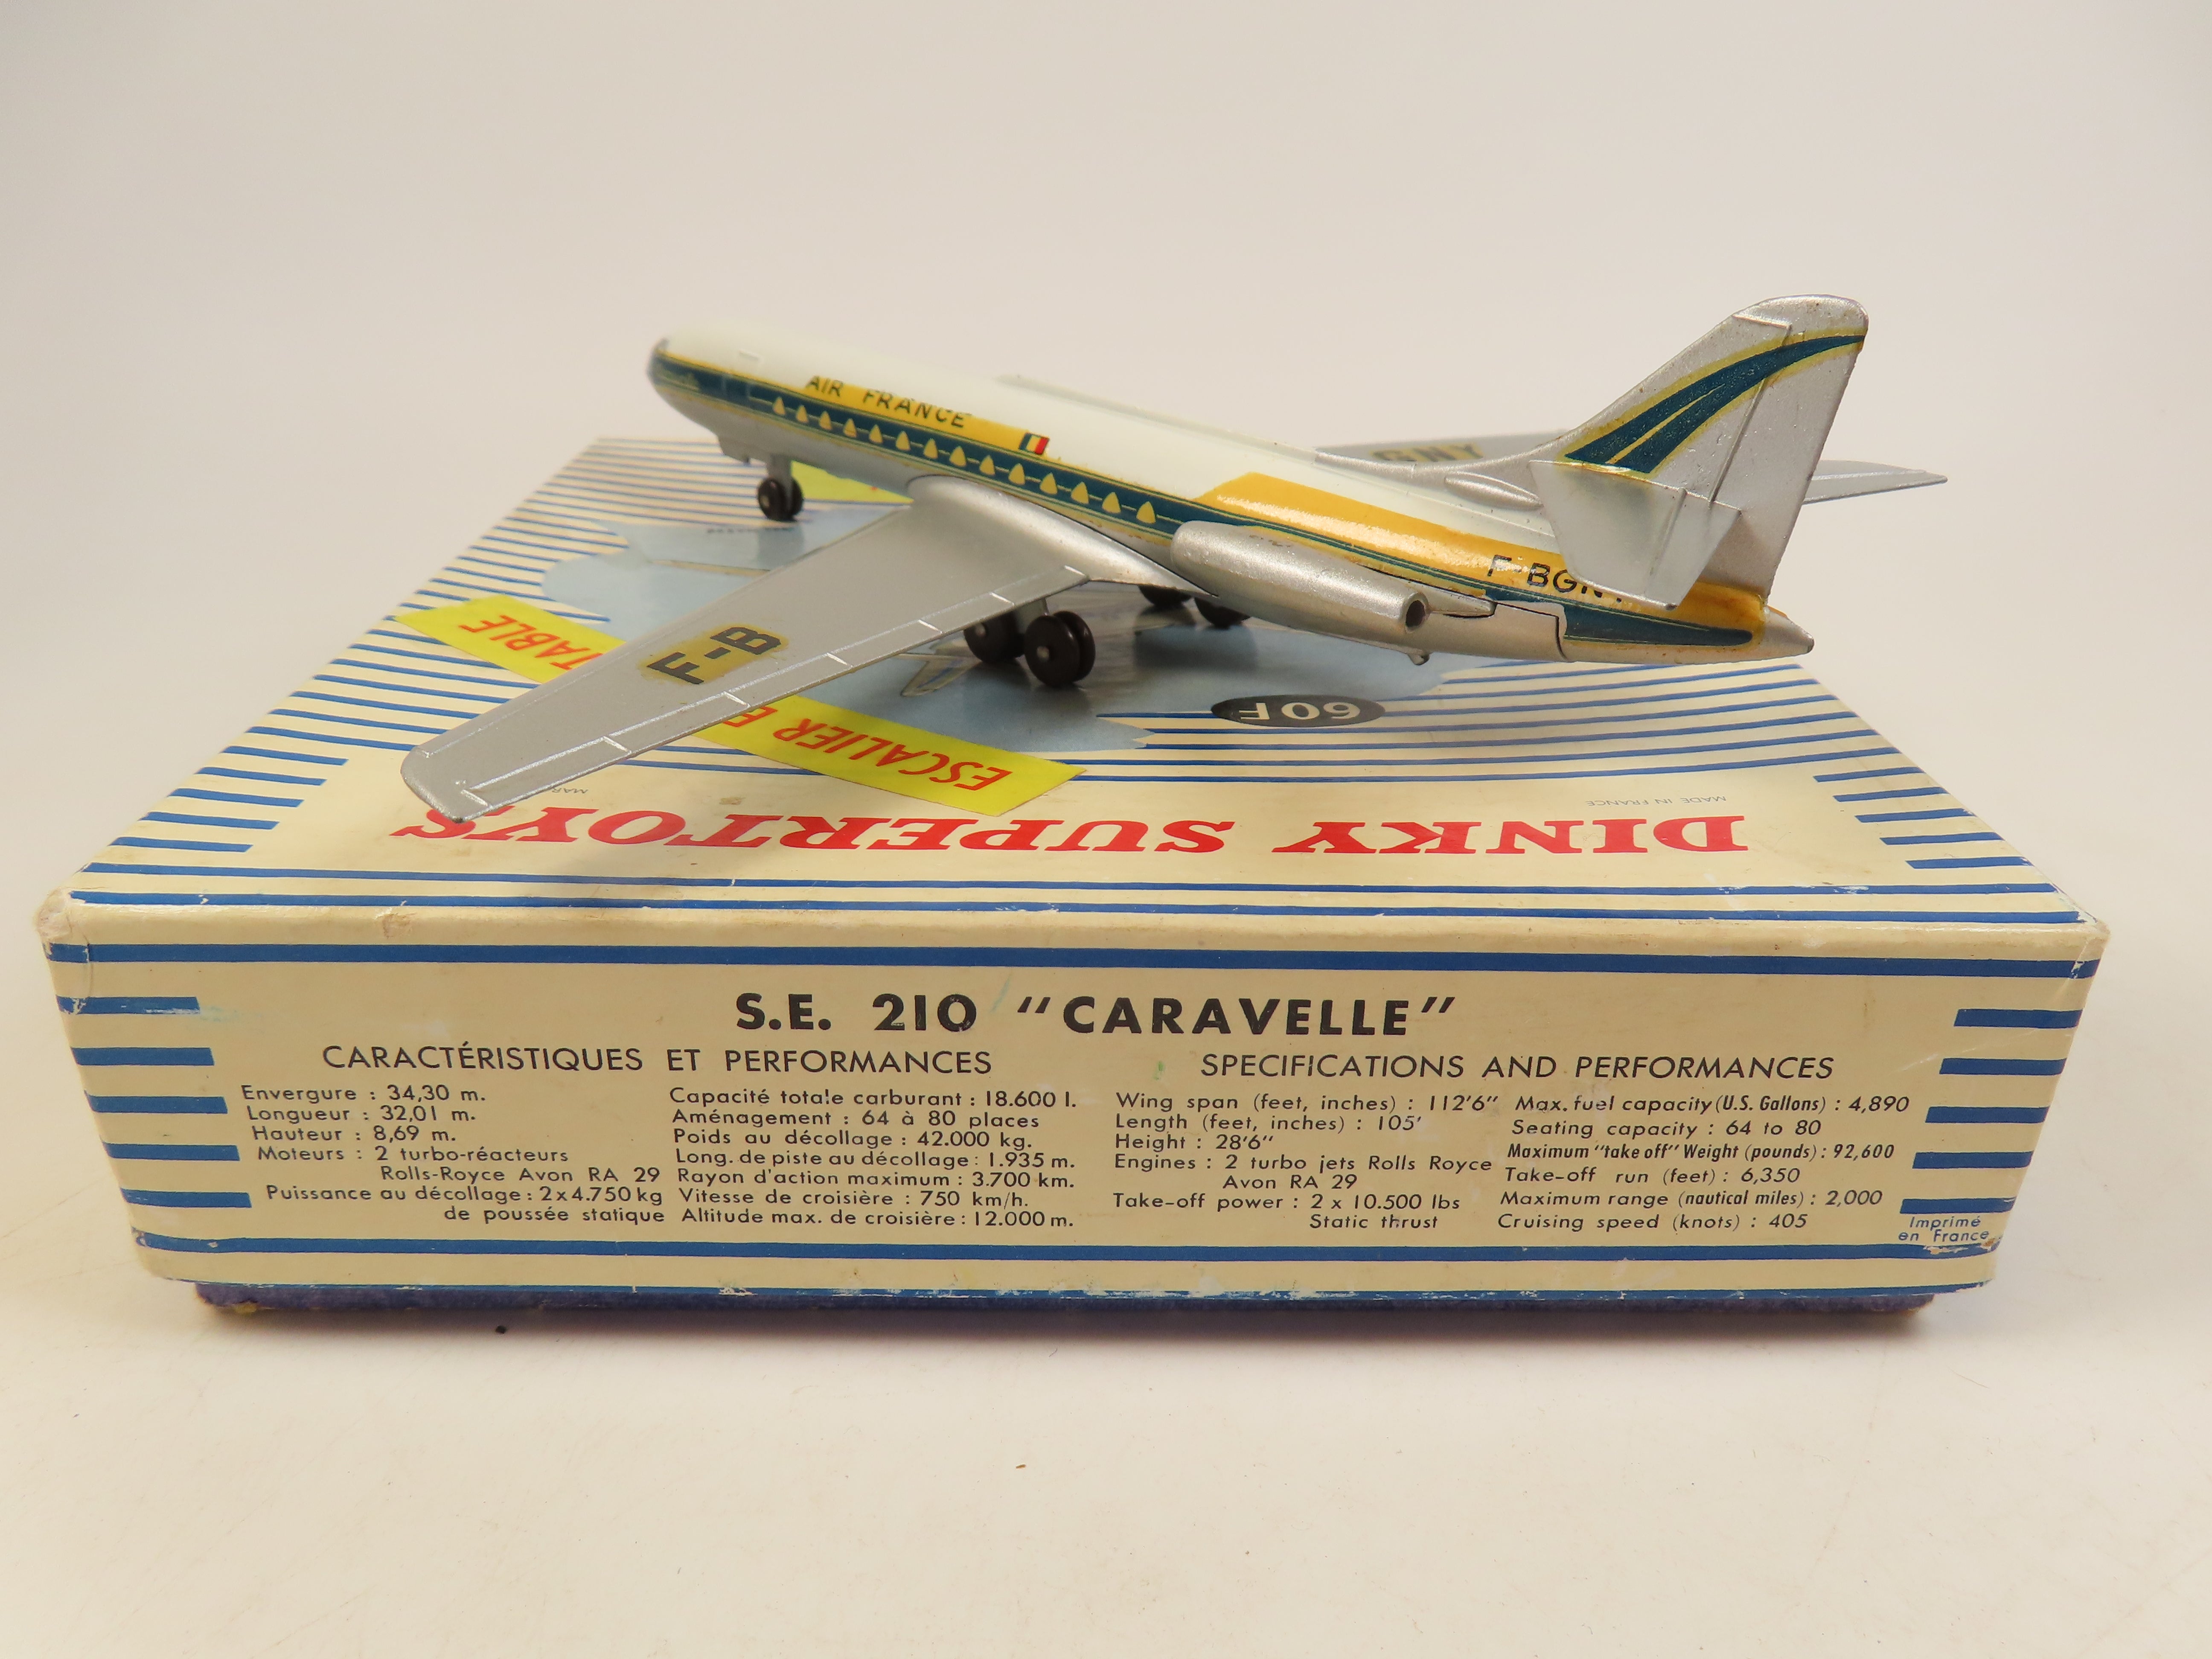 AIR FRANCE
GNY
F-BGNY
F-B
60F
ESCALIER E
TABLE
MADE IN FRANCE
DINKY SUPERTOYS
S.E. 210 "CARAVELLE"
CARACTÉRISTIQUES ET PERFORMANCES
Envergure : 34,30 m.
Longueur : 32,01 m.
Hauteur : 8,69 m.
Moteurs : 2 turbo-réacteurs
Rolls-Royce Avon RA 29
Puissance au décollage : 2x4.750 kg
de poussée statique
Capacité totale carburant : 18.600 l.
Aménagement : 64 à 80 places
Poids au décollage : 42.000 kg.
Long. de piste au décollage : 1.935 m.
Rayon d'action maximum : 3.700 km.
Vitesse de croisière : 750 km/h.
Altitude max. de croisière : 12.000 m.
SPECIFICATIONS AND PERFORMANCES
Wing span (feet, inches) : 112'6"
Length (feet, inches) : 105'
Height : 28'6"
Engines : 2 turbo jets Rolls Royce
Avon RA 29
Take-off power : 2 x 10.500 lbs
Static thrust
Max. fuel capacity (U.S. Gallons) : 4,890
Seating capacity : 64 to 80
Maximum "take off" Weight (pounds) : 92,600
Take-off run (feet) : 6,350
Maximum range (nautical miles) : 2,000
Cruising speed (knots) : 405
Imprimé
en France